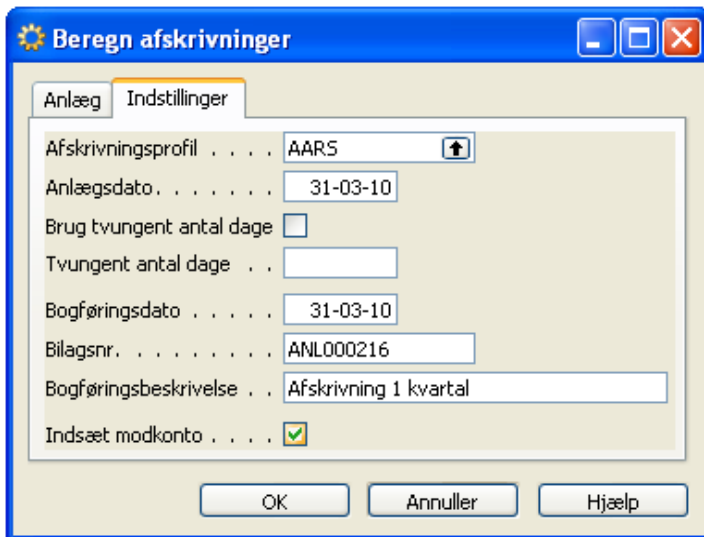 Beregn afskrivninger
Anlæg Indstillinger
Afskrivningsprofil . . . . AARS
Anlægsdato. . . . . . . 31-03-10
Brug tvungent antal dage
Tvungent antal dage . .
Bogføringsdato . . . . . 31-03-10
Bilagsnr. . . . . . . . . . ANL000216
Bogføringsbeskrivelse . . Afskrivning 1 kvartal
Indsæt modkonto . . . .
OK Annuller Hjælp